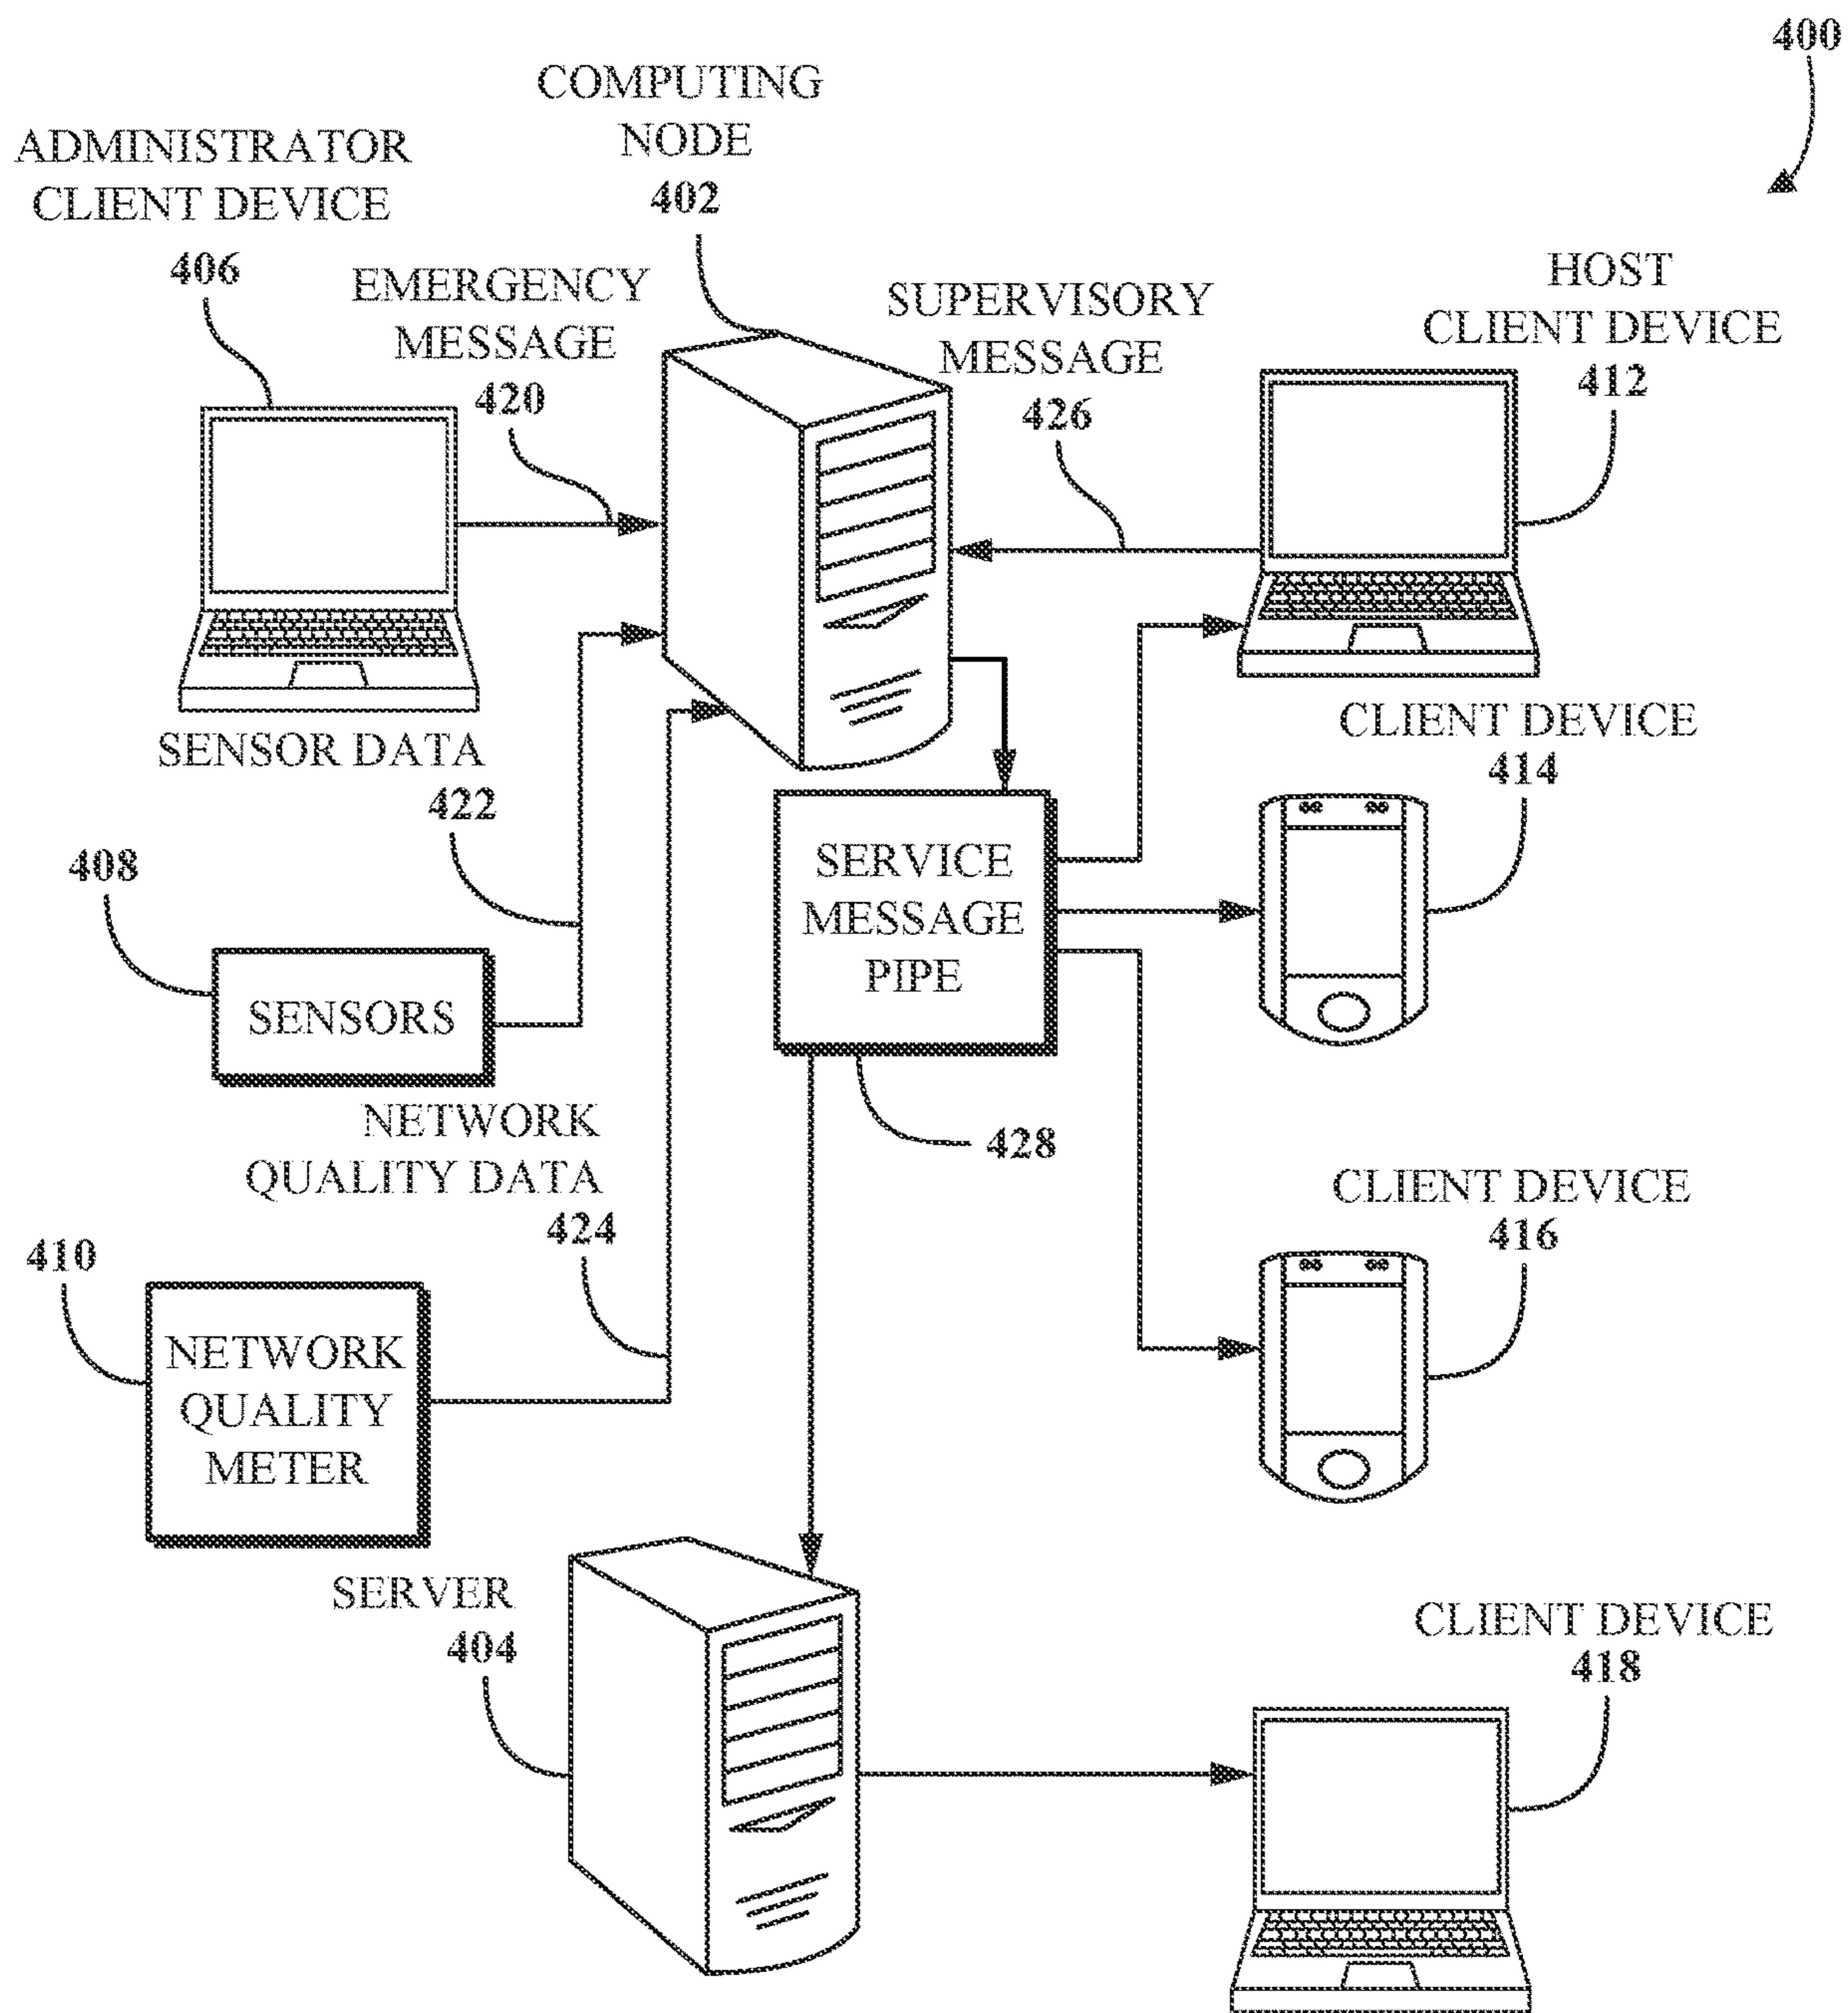 400
COMPUTING
NODE
402
ADMINISTRATOR
CLIENT DEVICE
406
EMERGENCY
MESSAGE
420
SUPERVISORY
MESSAGE
426
HOST
CLIENT DEVICE
412
SENSOR DATA
422
CLIENT DEVICE
414
408
SENSORS
SERVICE
MESSAGE
PIPE
428
NETWORK
QUALITY DATA
424
CLIENT DEVICE
416
410
NETWORK
QUALITY
METER
SERVER
404
CLIENT DEVICE
418